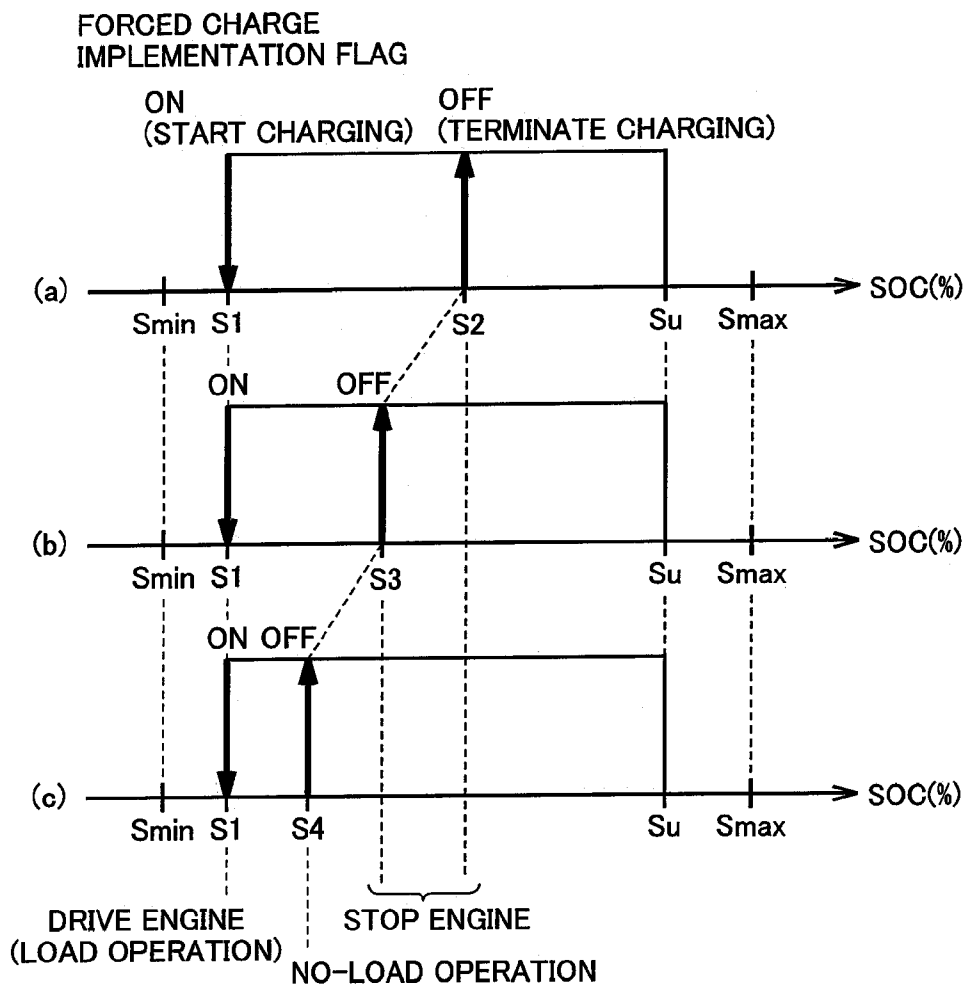 FORCED CHARGE
IMPLEMENTATION FLAG
ON
(START CHARGING)
OFF
(TERMINATE CHARGING)
(a)
SOC(%)
Smin S1 S2 Su Smax
ON OFF
(b)
SOC(%)
Smin S1 S3 Su Smax
ON OFF
(c)
SOC(%)
Smin S1 S4 Su Smax
DRIVE ENGINE
(LOAD OPERATION)
STOP ENGINE
NO-LOAD OPERATION